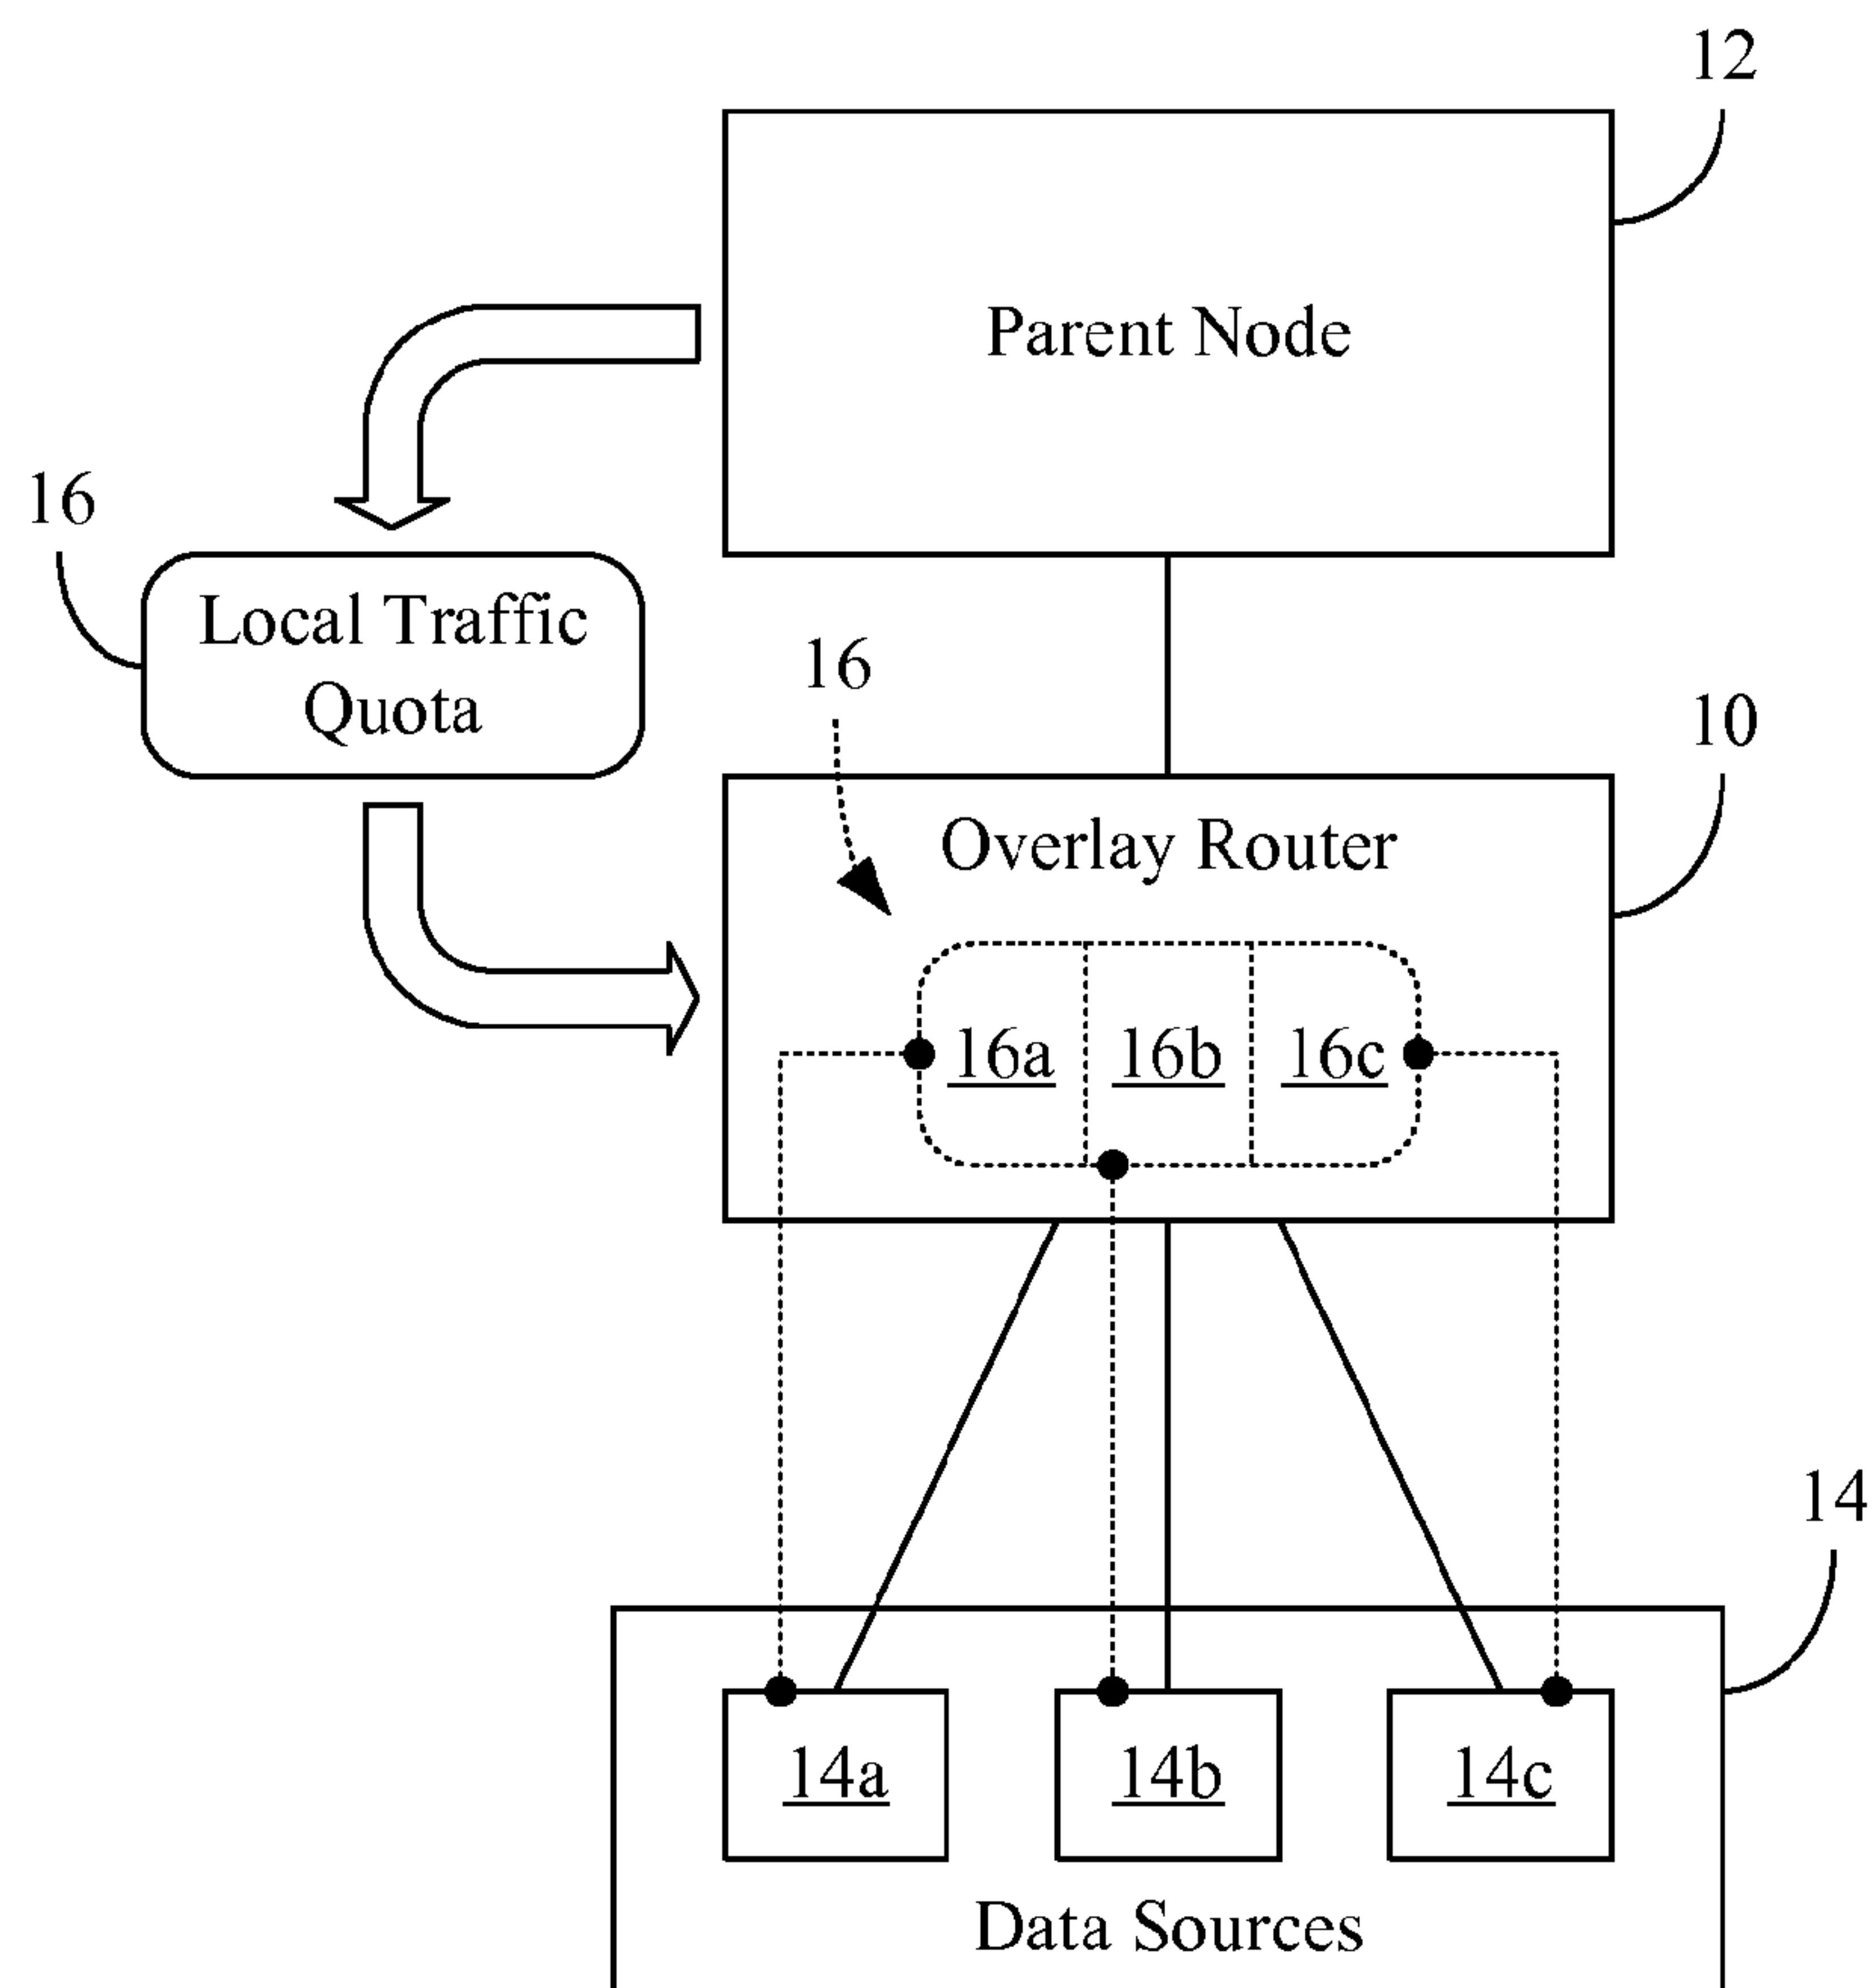 12
Parent Node
16
Local Traffic
Quota
16
10
Overlay Router
16a 16b 16c
14
14a 14b 14c
Data Sources